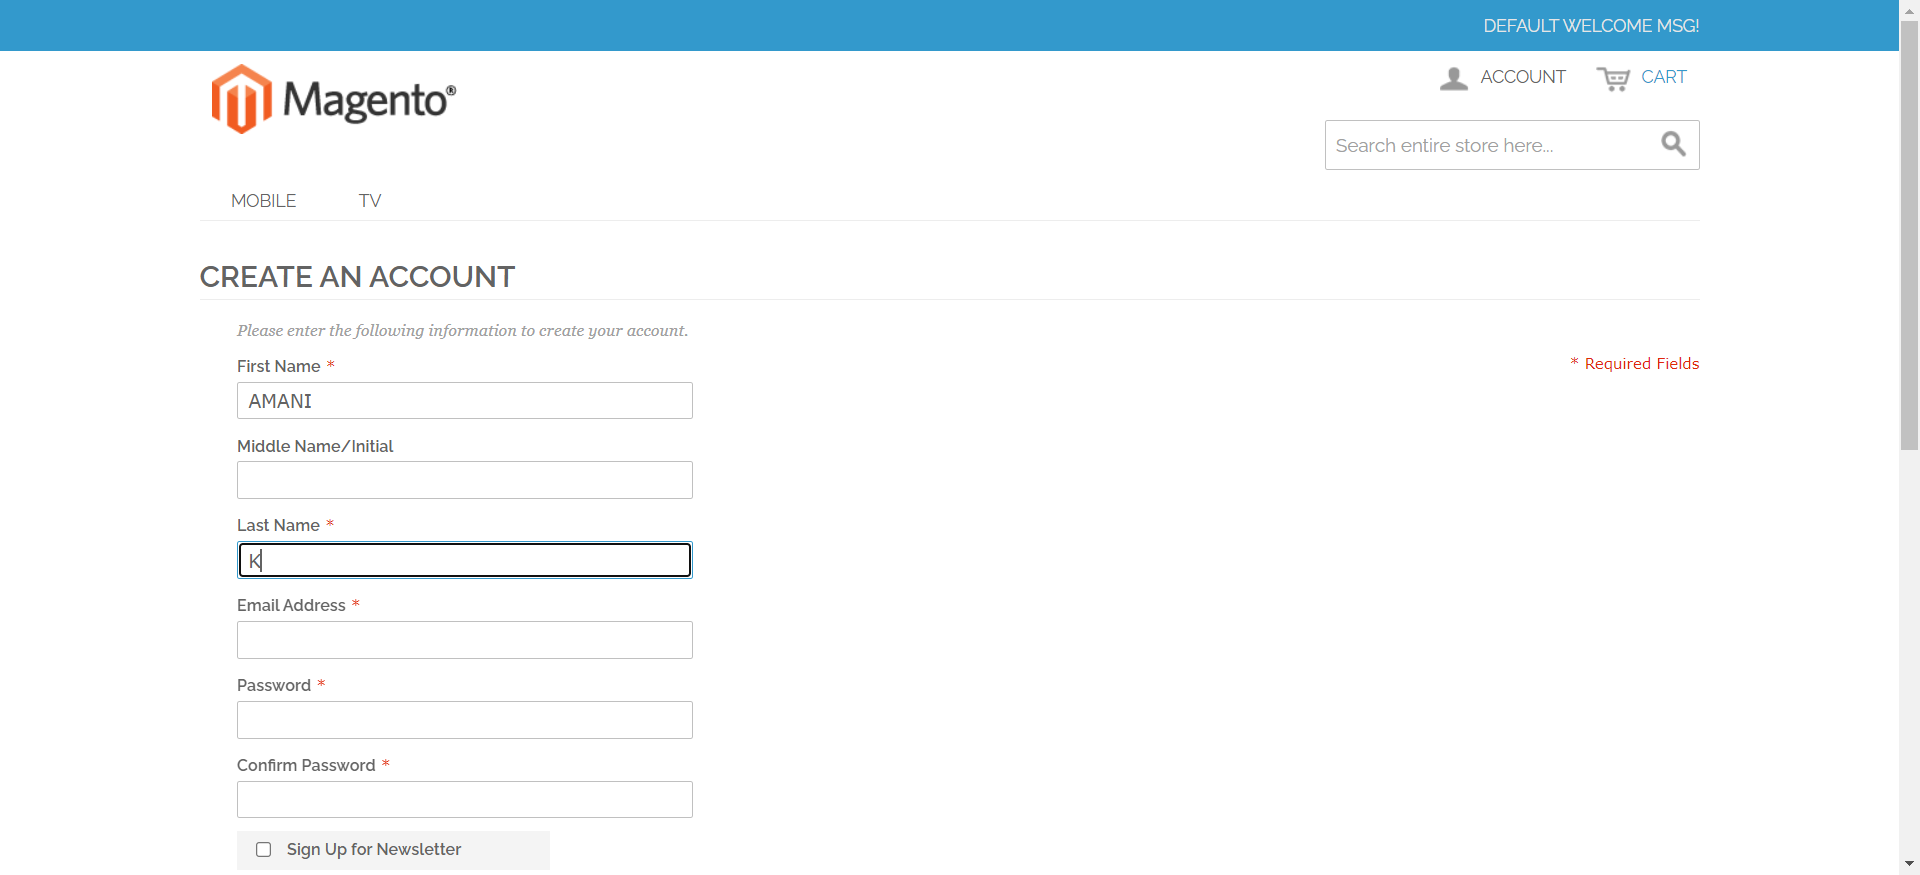 DEFAULT WELCOME MSG!
Magento®
ACCOUNT
CART
Search entire store here...
MOBILE
TV
CREATE AN ACCOUNT
Please enter the following information to create your account.
First Name *
* Required Fields
AMANI
Middle Name/Initial
Last Name *
K
Email Address *
Password *
Confirm Password *
Sign Up for Newsletter